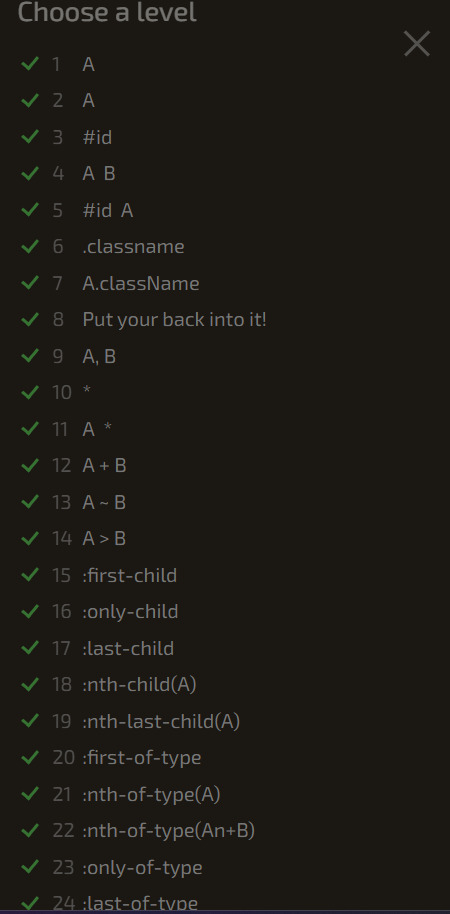 Choose a level
1 A
2 A
3 #id
4 A B
5 #id A
6 .classname
7 A.className
8 Put your back into it!
9 A, B
10 *
11 A *
12 A + B
13 A ~ B
14 A > B
15 :first-child
16 :only-child
17 :last-child
18 :nth-child(A)
19 :nth-last-child(A)
20 :first-of-type
21 :nth-of-type(A)
22 :nth-of-type(An+B)
23 :only-of-type
24 :last-of-type